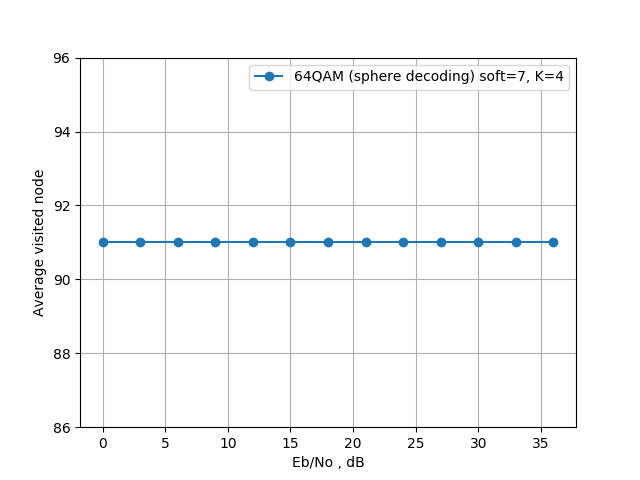 64QAM (sphere decoding) soft=7, K=4
96
94
92
90
88
86
Average visited node
0 5 10 15 20 25 30 35
Eb/No , dB